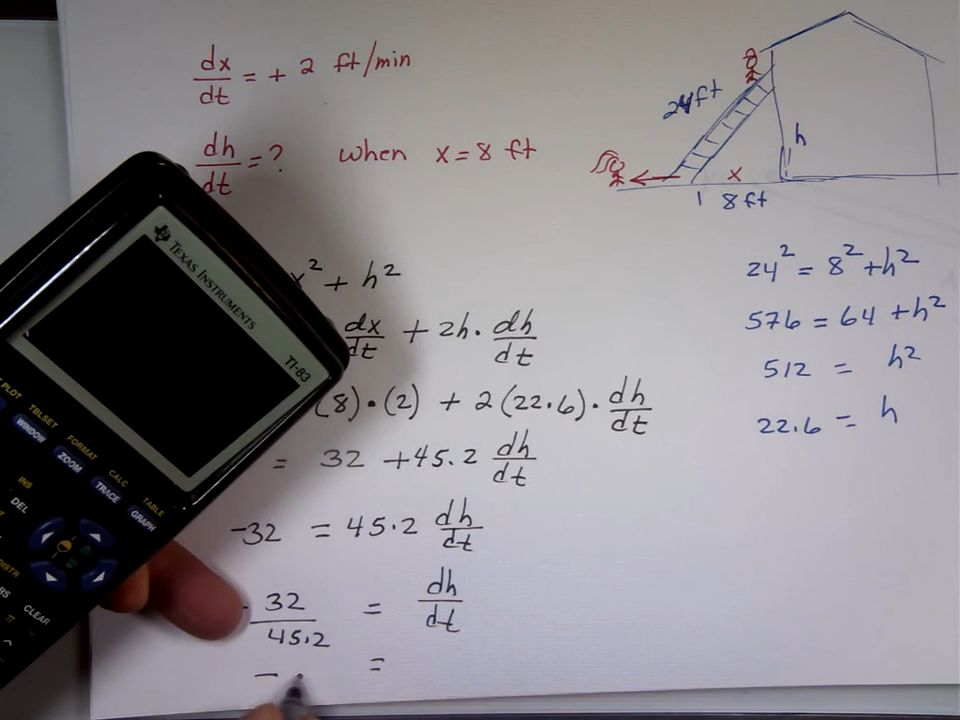 dx/dt = + 2 ft/min
dh/dt = ? when x = 8 ft
24 ft
h
x
8 ft
x² + h²
dx/dt + 2h · dh/dt
(8) · (2) + 2(22.6) · dh/dt
= 32 + 45.2 dh/dt
-32 = 45.2 dh/dt
- 32/45.2 = dh/dt
- . =
24² = 8² + h²
576 = 64 + h²
512 = h²
22.6 = h
TEXAS INSTRUMENTS
TI-83
PLOT
TBLSET
FORMAT
CALC
TABLE
WINDOW
ZOOM
TRACE
GRAPH
INS
DEL
DISTR
CLEAR